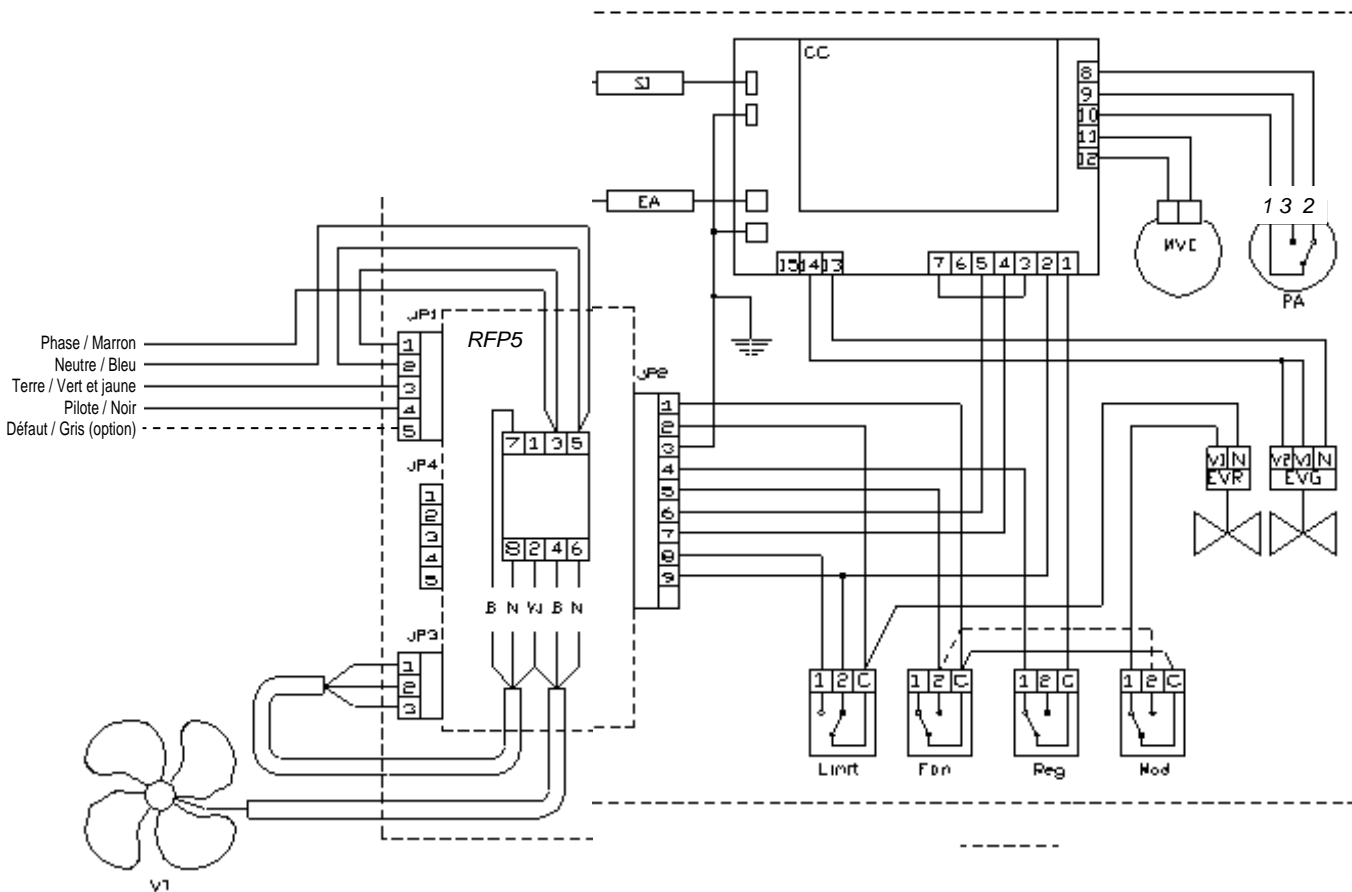 CC
SI
8
9
10
11
12
EA
1 3 2
MVC
PA
15 14 13
7 6 5 4 3 2 1
JP1
RFP5
Phase / Marron
Neutre / Bleu
Terre / Vert et jaune
Pilote / Noir
Défaut / Gris (option)
1
2
3
4
5
JP2
1
2
3
4
5
6
7
8
9
7 1 3 5
8 2 4 6
JP4
1
2
3
4
5
V1 N
EVR
V2 V1 N
EVG
B N VJ B N
JP3
1
2
3
1 2 C
1 2 C
1 2 C
1 2 C
Limit
Fan
Reg
Mod
VT